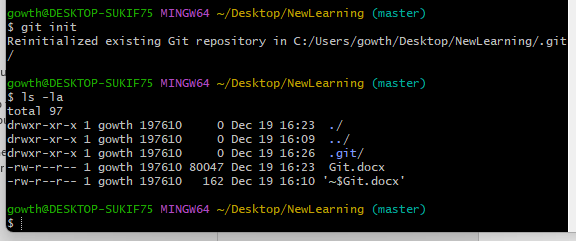 gowth@DESKTOP-SUKIF75 MINGW64 ~/Desktop/NewLearning (master)
$ git init
Reinitialized existing Git repository in C:/Users/gowth/Desktop/NewLearning/.git
/
gowth@DESKTOP-SUKIF75 MINGW64 ~/Desktop/NewLearning (master)
$ ls -la
total 97
drwxr-xr-x 1 gowth 197610     0 Dec 19 16:23  ./
drwxr-xr-x 1 gowth 197610     0 Dec 19 16:09  ../
drwxr-xr-x 1 gowth 197610     0 Dec 19 16:26  .git/
-rw-r--r-- 1 gowth 197610 80047 Dec 19 16:23  Git.docx
-rw-r--r-- 1 gowth 197610   162 Dec 19 16:10 '~$Git.docx'
gowth@DESKTOP-SUKIF75 MINGW64 ~/Desktop/NewLearning (master)
$